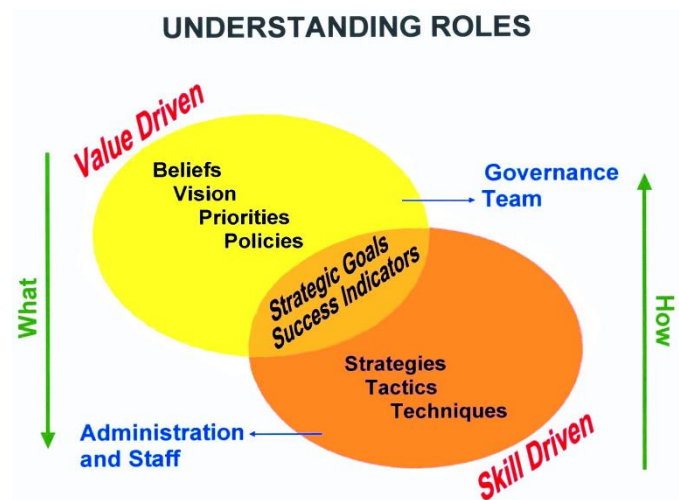 UNDERSTANDING ROLES
Value Driven
Beliefs
Vision
Priorities
Policies
Governance
Team
What
Strategic Goals
Success Indicators
How
Strategies
Tactics
Techniques
Administration
and Staff
Skill Driven